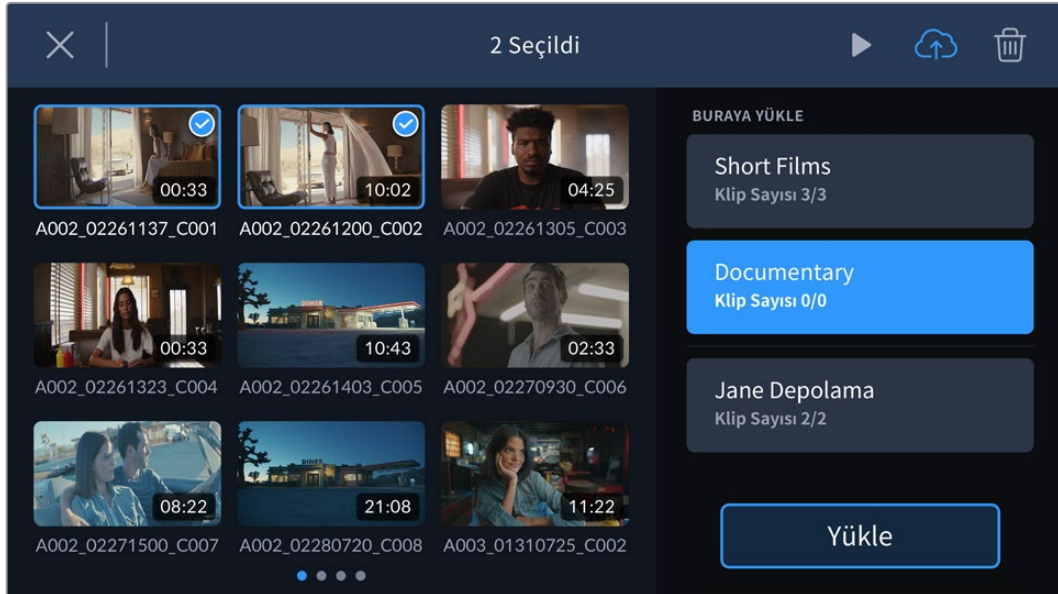 2 Seçildi
00:33
10:02
04:25
A002_02261137_C001
A002_02261200_C002
A002_02261305_C003
00:33
10:43
02:33
A002_02261323_C004
A002_02261403_C005
A002_02270930_C006
08:22
21:08
11:22
A002_02271500_C007
A002_02280720_C008
A003_01310725_C002
BURAYA YÜKLE
Short Films
Klip Sayısı 3/3
Documentary
Klip Sayısı 0/0
Jane Depolama
Klip Sayısı 2/2
Yükle
DINER
DINER